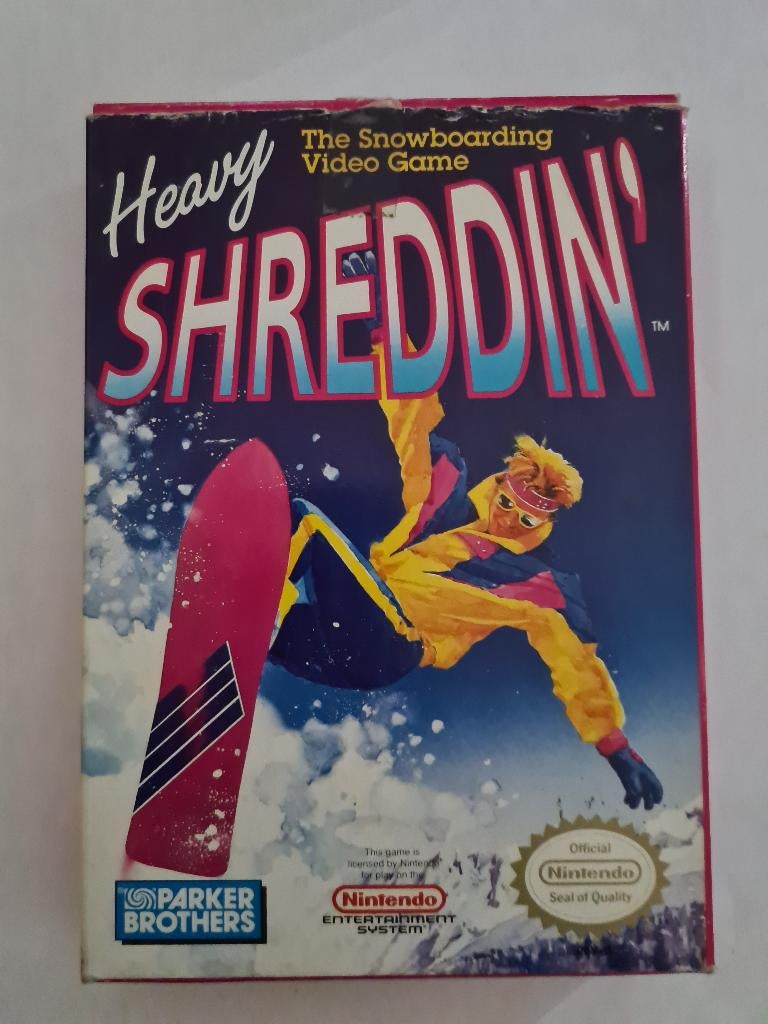 Heavy
The Snowboarding
Video Game
SHREDDIN'
TM
This game is
licensed by Nintendo®
for play on the
Nintendo
ENTERTAINMENT
SYSTEM®
PARKER
BROTHERS
Official
Nintendo
Seal of Quality